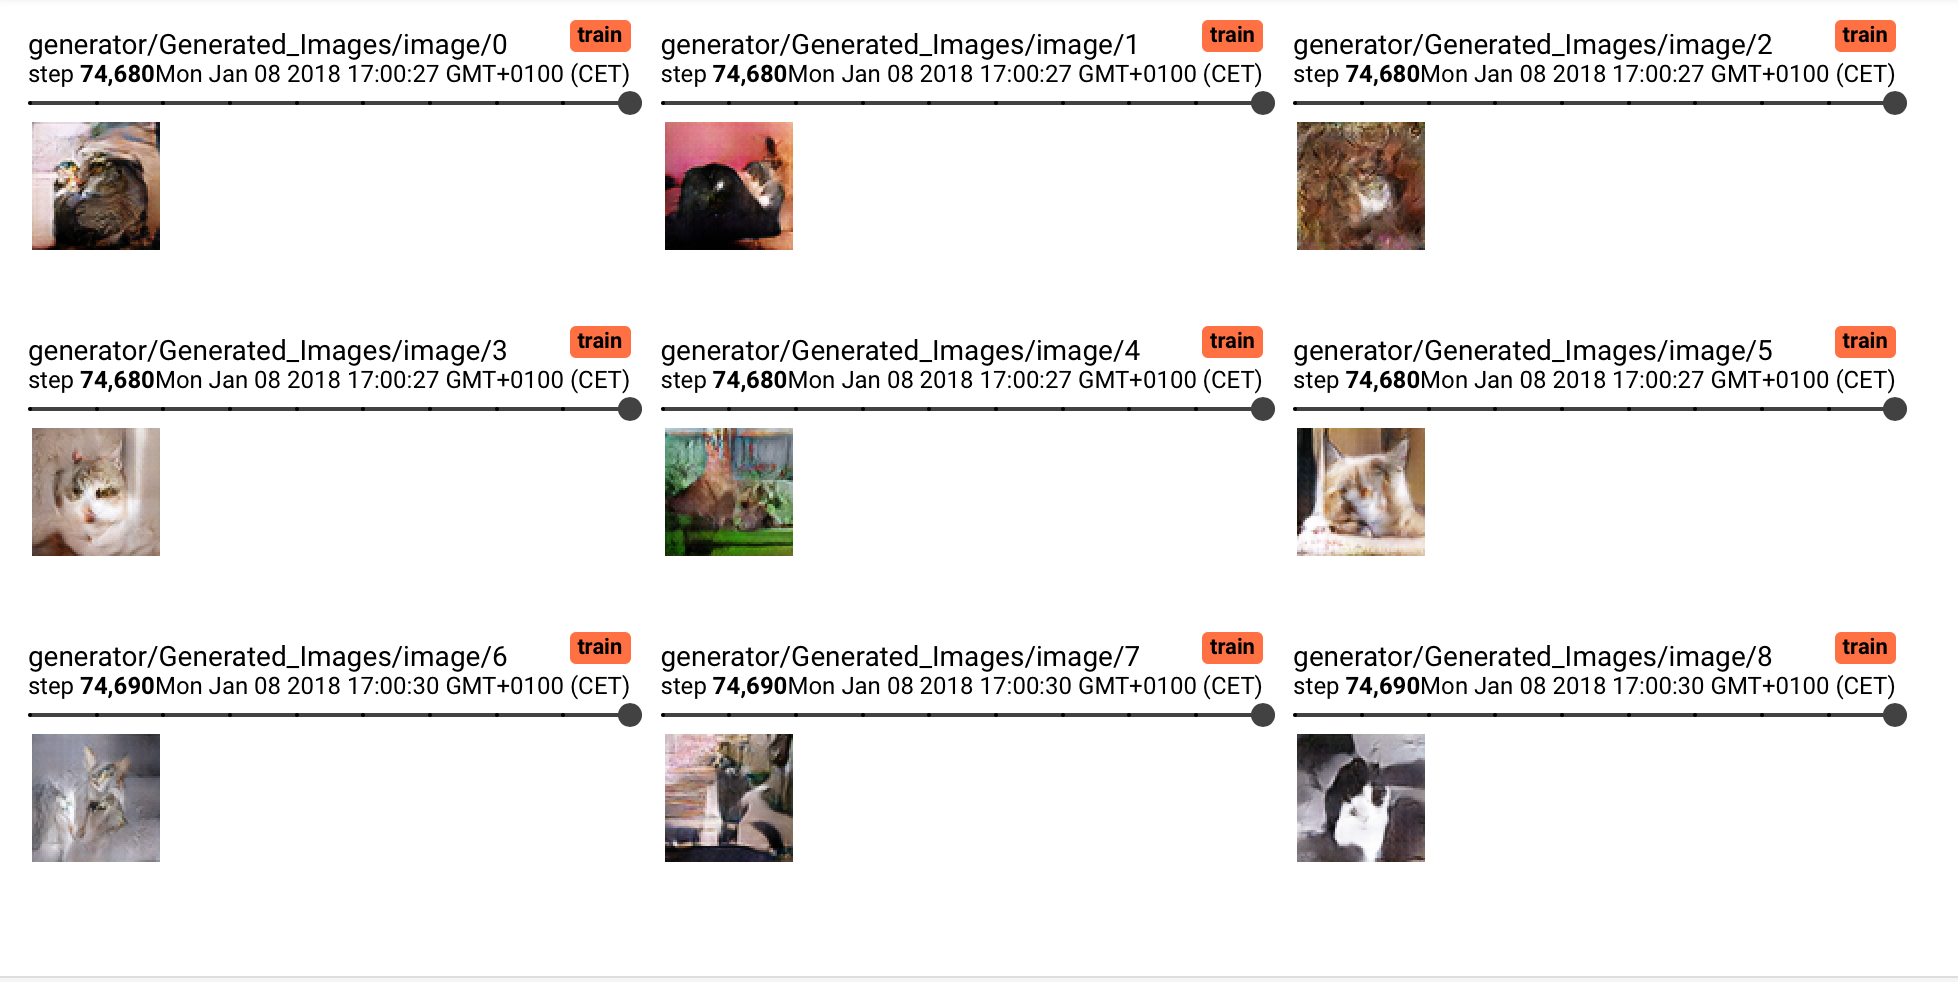 generator/Generated_Images/image/0 train
step 74,680Mon Jan 08 2018 17:00:27 GMT+0100 (CET)
generator/Generated_Images/image/1 train
step 74,680Mon Jan 08 2018 17:00:27 GMT+0100 (CET)
generator/Generated_Images/image/2 train
step 74,680Mon Jan 08 2018 17:00:27 GMT+0100 (CET)
generator/Generated_Images/image/3 train
step 74,680Mon Jan 08 2018 17:00:27 GMT+0100 (CET)
generator/Generated_Images/image/4 train
step 74,680Mon Jan 08 2018 17:00:27 GMT+0100 (CET)
generator/Generated_Images/image/5 train
step 74,680Mon Jan 08 2018 17:00:27 GMT+0100 (CET)
generator/Generated_Images/image/6 train
step 74,690Mon Jan 08 2018 17:00:30 GMT+0100 (CET)
generator/Generated_Images/image/7 train
step 74,690Mon Jan 08 2018 17:00:30 GMT+0100 (CET)
generator/Generated_Images/image/8 train
step 74,690Mon Jan 08 2018 17:00:30 GMT+0100 (CET)